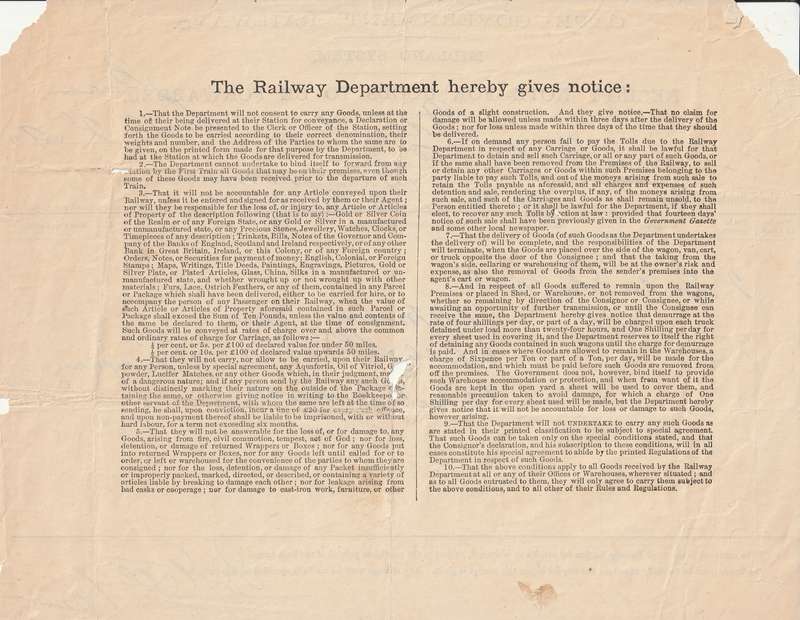 The Railway Department hereby gives notice:
1.—That the Department will not consent to carry any Goods, unless at the
time of their being delivered at their Station for conveyance, a Declaration or
Consignment Note be presented to the Clerk or Officer of the Station, setting
forth the Goods to be carried according to their correct denomination, their
weights and number, and the Address of the Parties to whom the same are to
be given, on the printed form made for that purpose by the Department, to be
had at the Station at which the Goods are delivered for transmission.
2.—The Department cannot undertake to bind itself to forward from any
Station by the First Train all Goods that may be on their premises, even though
some of these Goods may have been received prior to the departure of such
Train.
3.—That it will not be accountable for any Article conveyed upon their
Railway, unless it be entered and signed for as received by them or their Agent;
nor will they be responsible for the loss of, or injury to, any Article or Articles
of Property of the description following (that is to say):—Gold or Silver Coin
of the Realm or of any Foreign State, or any Gold or Silver in a manufactured
or unmanufactured state, or any Precious Stones, Jewellery, Watches, Clocks, or
Timepieces of any description; Trinkets, Bills, Notes of the Governor and Com-
pany of the Banks of England, Scotland and Ireland respectively, or of any other
Bank in Great Britain, Ireland, or this Colony, or of any Foreign country;
Orders, Notes, or Securities for payment of money; English, Colonial, or Foreign
Stamps; Maps, Writings, Title Deeds, Paintings, Engravings, Pictures, Gold or
Silver Plate, or Plated Articles, Glass, China, Silks in a manufactured or un-
manufactured state, and whether wrought up or not wrought up with other
materials; Furs, Lace, Ostrich Feathers, or any of them, contained in any Parcel
or Package which shall have been delivered, either to be carried for hire, or to
accompany the person of any Passenger on their Railway, when the value of
such Article or Articles of Property aforesaid contained in such Parcel or
Package shall exceed the sum of Ten Pounds, unless the value and contents of
the same be declared to them, or their Agent, at the time of consignment.
Such Goods will be conveyed at rates of charge over and above the common
and ordinary rates of charge for Carriage, as follows:—
¼ per cent. or 5s. per £100 of declared value for under 50 miles.
½ per cent. or 10s. per £100 of declared value upwards 50 miles.
4.—That they will not carry, nor allow to be carried, upon their Railway
for any Person, unless by special agreement, any Aquafortis, Oil of Vitriol,
powder, Lucifer Matches, or any other Goods which, in their judgment, may
of a dangerous nature; and if any person send by the Railway any such
without distinctly marking their nature on the outside of the Package
taining the same, or otherwise giving notice in writing to the Bookkeeper or
other servant of the Department, with whom the same are left at the time of so
sending, he shall, upon conviction, incur a fine of £20 for every such offence,
and upon non-payment thereof shall be liable to be imprisoned, with or without
hard labour, for a term not exceeding six months.
5.—That they will not be answerable for the loss of, or for damage to, any
Goods, arising from fire, civil commotion, tempest, act of God; nor for loss,
detention, or damage of returned Wrappers or Boxes; nor for any Goods put
into returned Wrappers or Boxes, nor for any Goods left until called for or to
order, or left or warehoused for the convenience of the parties to whom they are
consigned; nor for the loss, detention, or damage of any Packet insufficiently
or improperly packed, marked, directed, or described, or containing a variety of
articles liable by breaking to damage each other; nor for leakage arising from
bad casks or cooperage; nor for damage to cast-iron work, furniture, or other
Goods of a slight construction. And they give notice.—That no claim for
damage will be allowed unless made within three days after the delivery of the
Goods; nor for loss unless made within three days of the time that they should
be delivered.
6.—If on demand any person fail to pay the Tolls due to the Railway
Department in respect of any Carriage or Goods, it shall be lawful for that
Department to detain and sell such Carriage, or all or any part of such Goods, or
if the same shall have been removed from the Premises of the Railway, to sell
or detain any other Carriages or Goods within such Premises belonging to the
party liable to pay such Tolls, and out of the moneys arising from such sale to
retain the Tolls payable as aforesaid, and all charges and expenses of such
detention and sale, rendering the overplus, if any, of the moneys arising from
such sale, and such of the Carriages and Goods as shall remain unsold, to the
Person entitled thereto; or it shall be lawful for the Department, if they shall
elect, to recover any such Tolls by action at law: provided that fourteen days'
notice of such sale shall have been previously given in the Government Gazette
and some other local newspaper.
7.—That the delivery of Goods (of such Goods as the Department undertakes
the delivery of) will be complete, and the responsibilities of the Department
will terminate, when the Goods are placed over the side of the wagon, van, cart,
or truck opposite the door of the Consignee; and that the taking from the
wagon's side, cellaring or warehousing of them, will be at the owner's risk and
expense, as also the removal of Goods from the sender's premises into the
agent's cart or wagon.
8.—And in respect of all Goods suffered to remain upon the Railway
Premises or placed in Shed, or Warehouse, or not removed from the wagons,
whether so remaining by direction of the Consignor or Consignee, or while
awaiting an opportunity of further transmission, or until the Consignee can
receive the same, the Department hereby gives notice that demurrage at the
rate of four shillings per day, or part of a day, will be charged upon each truck
detained under load more than twenty-four hours, and One Shilling per day for
every sheet used in covering it, and the Department reserves to itself the right
of detaining any Goods contained in such wagons until the charge for demurrage
is paid. And in cases where Goods are allowed to remain in the Warehouses, a
charge of Sixpence per Ton or part of a Ton, per day, will be made for the
accommodation, and which must be paid before such Goods are removed from
off the premises. The Government does not, however, bind itself to provide
such Warehouse accommodation or protection, and when from want of it the
Goods are kept in the open yard a sheet will be used to cover them, and
reasonable precaution taken to avoid damage, for which a charge of One
Shilling per day for every sheet used will be made, but the Department hereby
gives notice that it will not be accountable for loss or damage to such Goods,
however arising.
9.—That the Department will not UNDERTAKE to carry any such Goods as
are stated in their printed classification to be subject to special agreement.
That such Goods can be taken only on the special conditions stated, and that
the Consignor's declaration, and his subscription to these conditions, will in all
cases constitute his special agreement to abide by the printed Regulations of the
Department in respect of such Goods.
10.—That the above conditions apply to all Goods received by the Railway
Department at all or any of their Offices or Warehouses, wherever situated; and
as to all Goods entrusted to them, they will only agree to carry them subject to
the above conditions, and to all other of their Rules and Regulations.